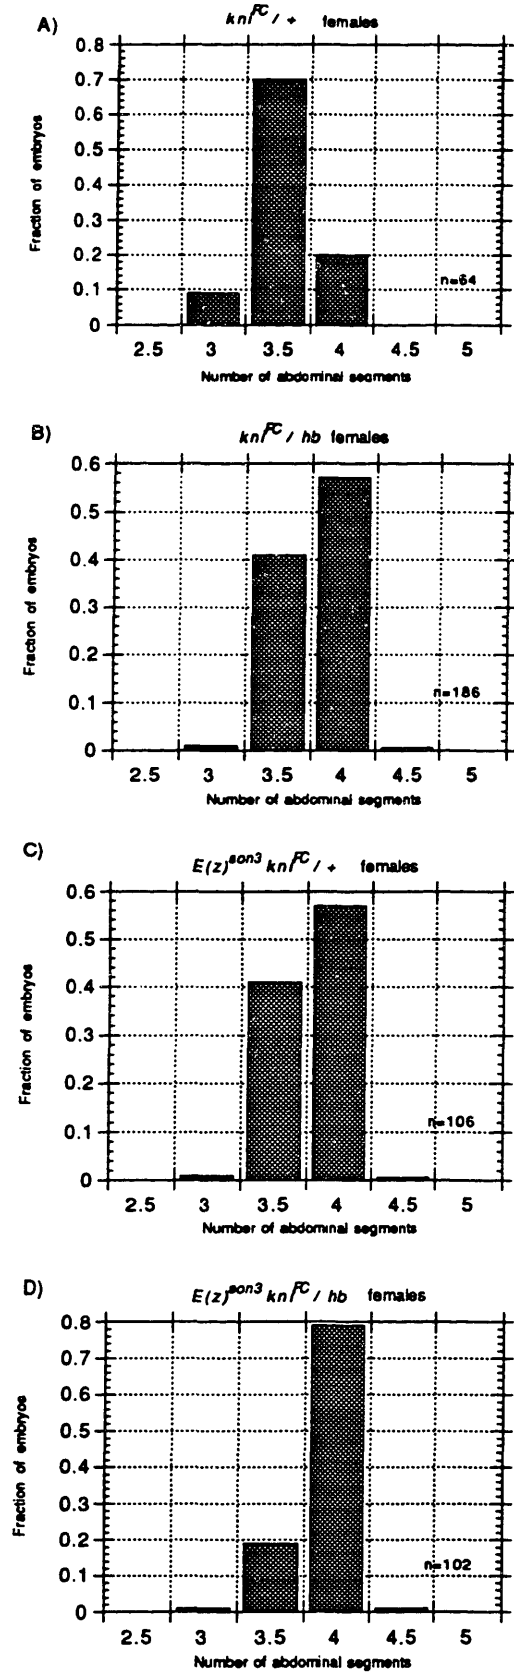 A)
kni^FC / + females
0.8
0.7
0.6
0.5
0.4
0.3
0.2
0.1
0
Fraction of embryos
n=64
2.5 3 3.5 4 4.5 5
Number of abdominal segments
B)
kni^FC / hb females
0.6
0.5
0.4
0.3
0.2
0.1
0
Fraction of embryos
n=186
2.5 3 3.5 4 4.5 5
Number of abdominal segments
C)
E(z)^son3 kni^FC / + females
0.6
0.5
0.4
0.3
0.2
0.1
0
Fraction of embryos
n=106
2.5 3 3.5 4 4.5 5
Number of abdominal segments
D)
E(z)^son3 kni^FC / hb females
0.8
0.7
0.6
0.5
0.4
0.3
0.2
0.1
0
Fraction of embryos
n=102
2.5 3 3.5 4 4.5 5
Number of abdominal segments